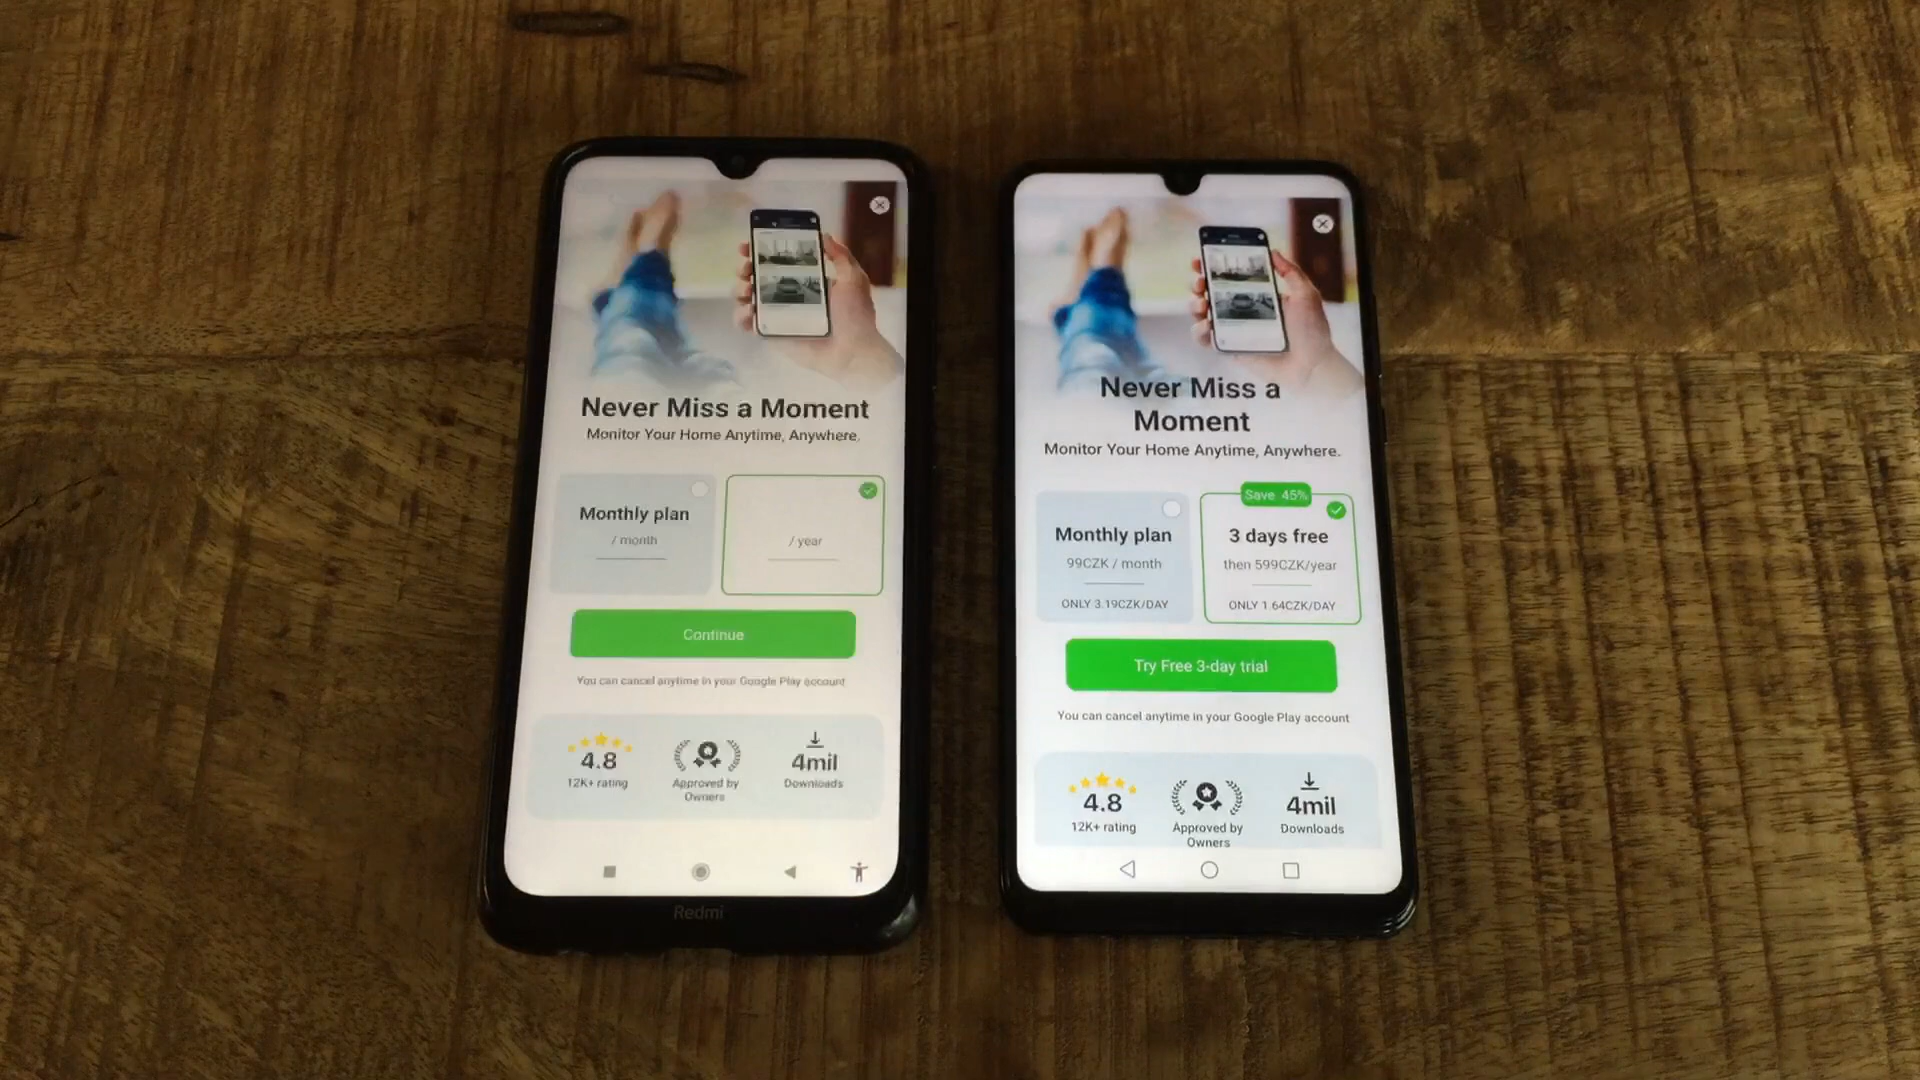 Never Miss a Moment
Monitor Your Home Anytime, Anywhere.
Monthly plan
/ month
/ year
Continue
You can cancel anytime in your Google Play account
4.8
12K+ rating
Approved by
Owners
4mil
Downloads
Redmi
Never Miss a
Moment
Monitor Your Home Anytime, Anywhere.
Monthly plan
99CZK / month
ONLY 3.19CZK/DAY
Save 45%
3 days free
then 599CZK/year
ONLY 1.64CZK/DAY
Try Free 3-day trial
You can cancel anytime in your Google Play account
4.8
12K+ rating
Approved by
Owners
4mil
Downloads